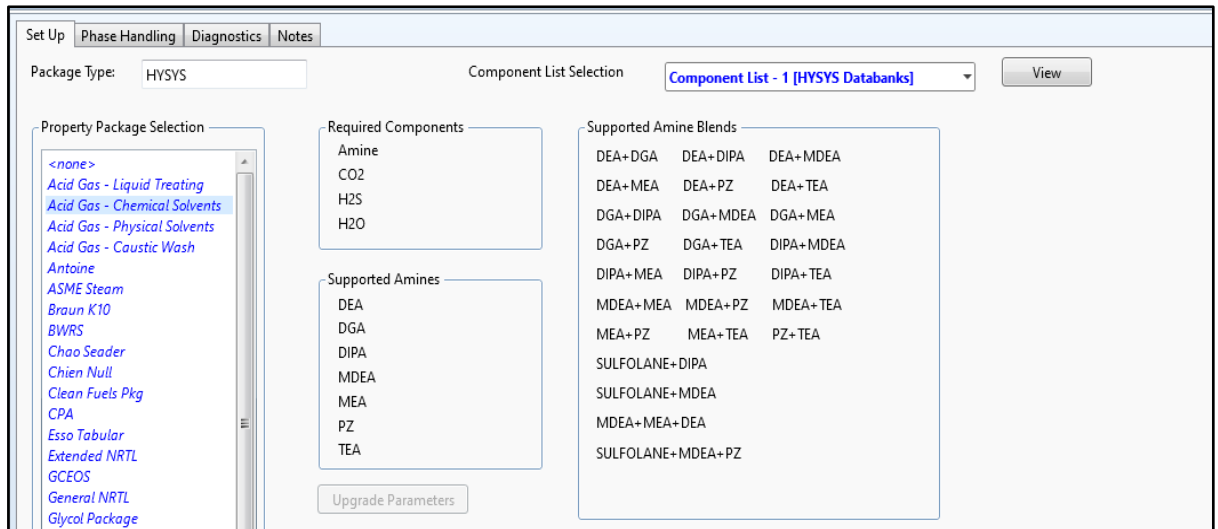 Set Up Phase Handling Diagnostics Notes
Package Type: HYSYS Component List Selection Component List - 1 [HYSYS Databanks] View
Property Package Selection
<none>
Acid Gas - Liquid Treating
Acid Gas - Chemical Solvents
Acid Gas - Physical Solvents
Acid Gas - Caustic Wash
Antoine
ASME Steam
Braun K10
BWRS
Chao Seader
Chien Null
Clean Fuels Pkg
CPA
Esso Tabular
Extended NRTL
GCEOS
General NRTL
Glycol Package
Required Components
Amine
CO2
H2S
H2O
Supported Amines
DEA
DGA
DIPA
MDEA
MEA
PZ
TEA
Upgrade Parameters
Supported Amine Blends
DEA+DGA DEA+DIPA DEA+MDEA
DEA+MEA DEA+PZ DEA+TEA
DGA+DIPA DGA+MDEA DGA+MEA
DGA+PZ DGA+TEA DIPA+MDEA
DIPA+MEA DIPA+PZ DIPA+TEA
MDEA+MEA MDEA+PZ MDEA+TEA
MEA+PZ MEA+TEA PZ+TEA
SULFOLANE+DIPA
SULFOLANE+MDEA
MDEA+MEA+DEA
SULFOLANE+MDEA+PZ